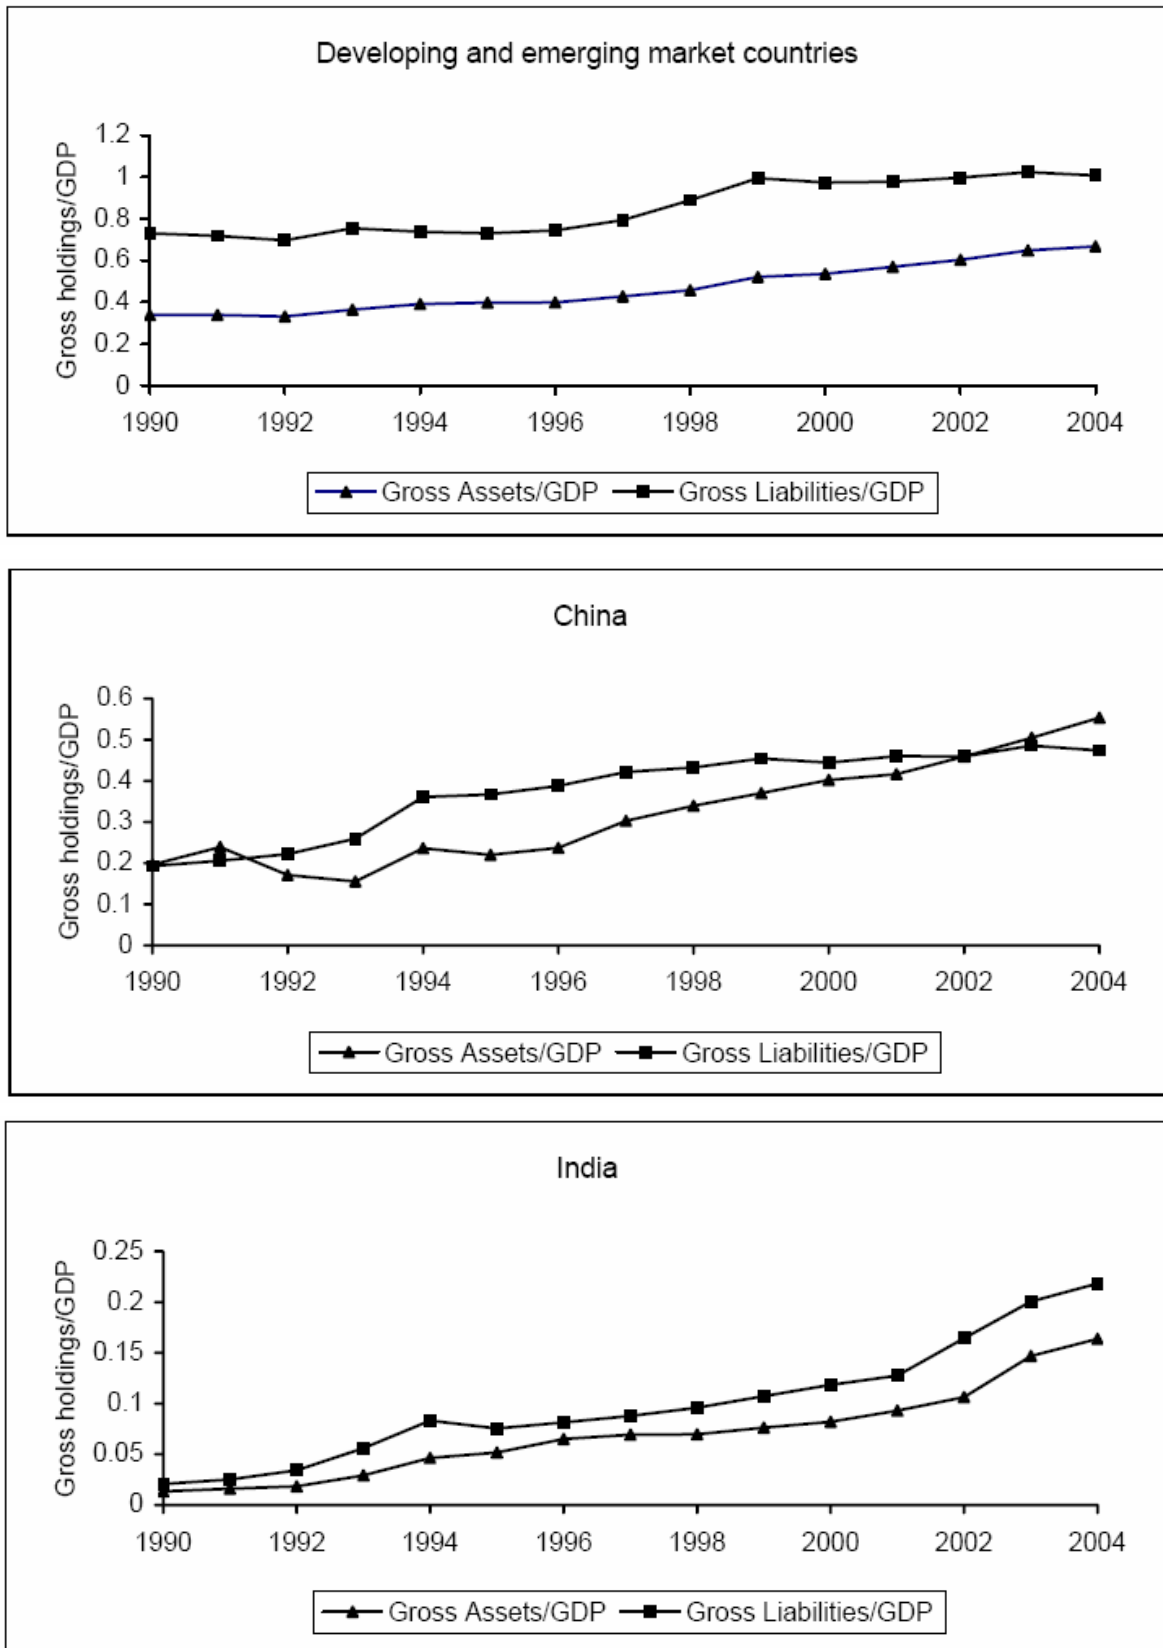 Developing and emerging market countries
Gross holdings/GDP
1.2
1
0.8
0.6
0.4
0.2
0
1990 1992 1994 1996 1998 2000 2002 2004
Gross Assets/GDP Gross Liabilities/GDP
China
Gross holdings/GDP
0.6
0.5
0.4
0.3
0.2
0.1
0
1990 1992 1994 1996 1998 2000 2002 2004
Gross Assets/GDP Gross Liabilities/GDP
India
Gross holdings/GDP
0.25
0.2
0.15
0.1
0.05
0
1990 1992 1994 1996 1998 2000 2002 2004
Gross Assets/GDP Gross Liabilities/GDP